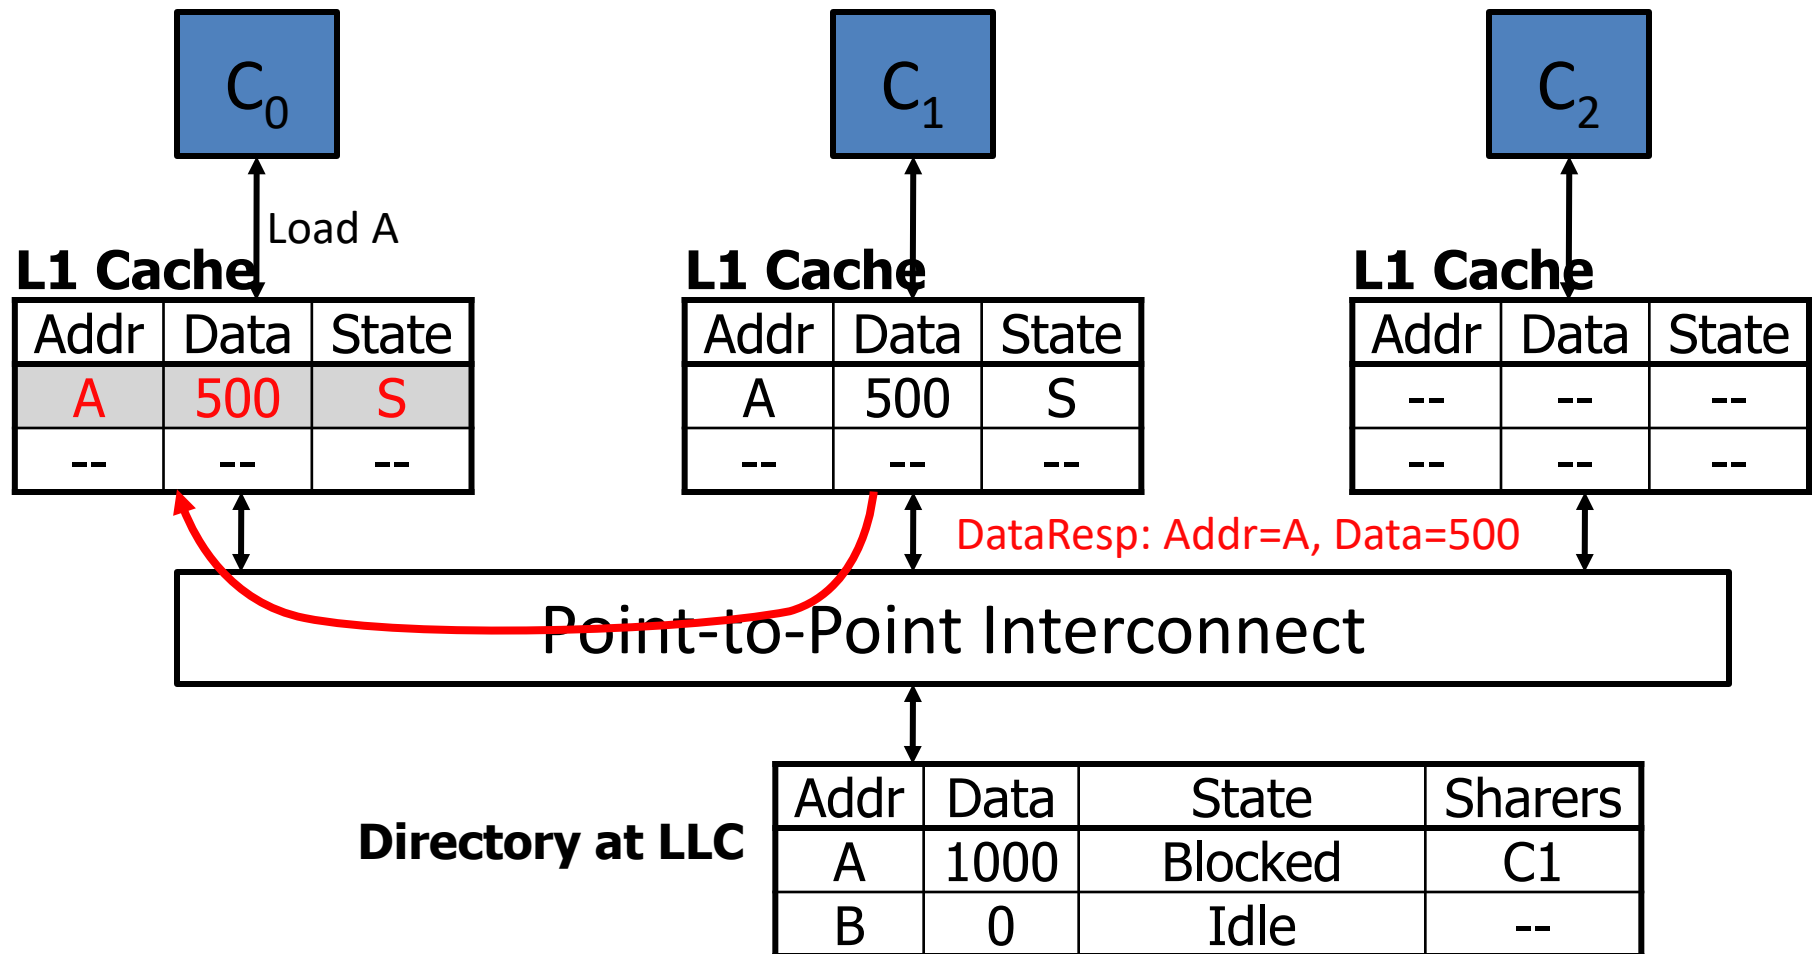 C0 C1 C2
Load A
L1 Cache L1 Cache L1 Cache
Addr Data State Addr Data State Addr Data State
A 500 S A 500 S -- -- --
-- -- -- -- -- -- -- -- --
DataResp: Addr=A, Data=500
Point-to-Point Interconnect
Addr Data State Sharers
Directory at LLC A 1000 Blocked C1
B 0 Idle --